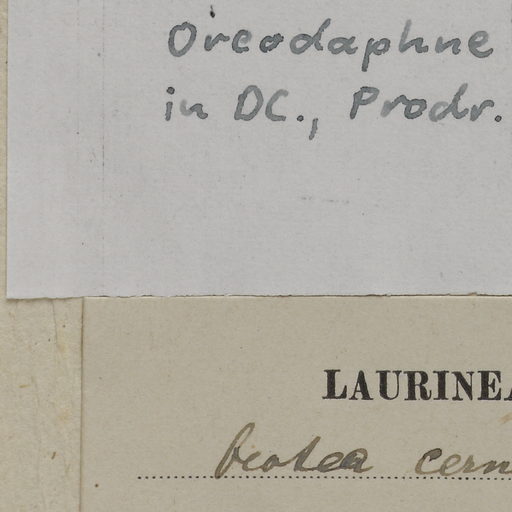 Oreodaphne
in DC., Prodr.
LAURINEA
Ocotea cern